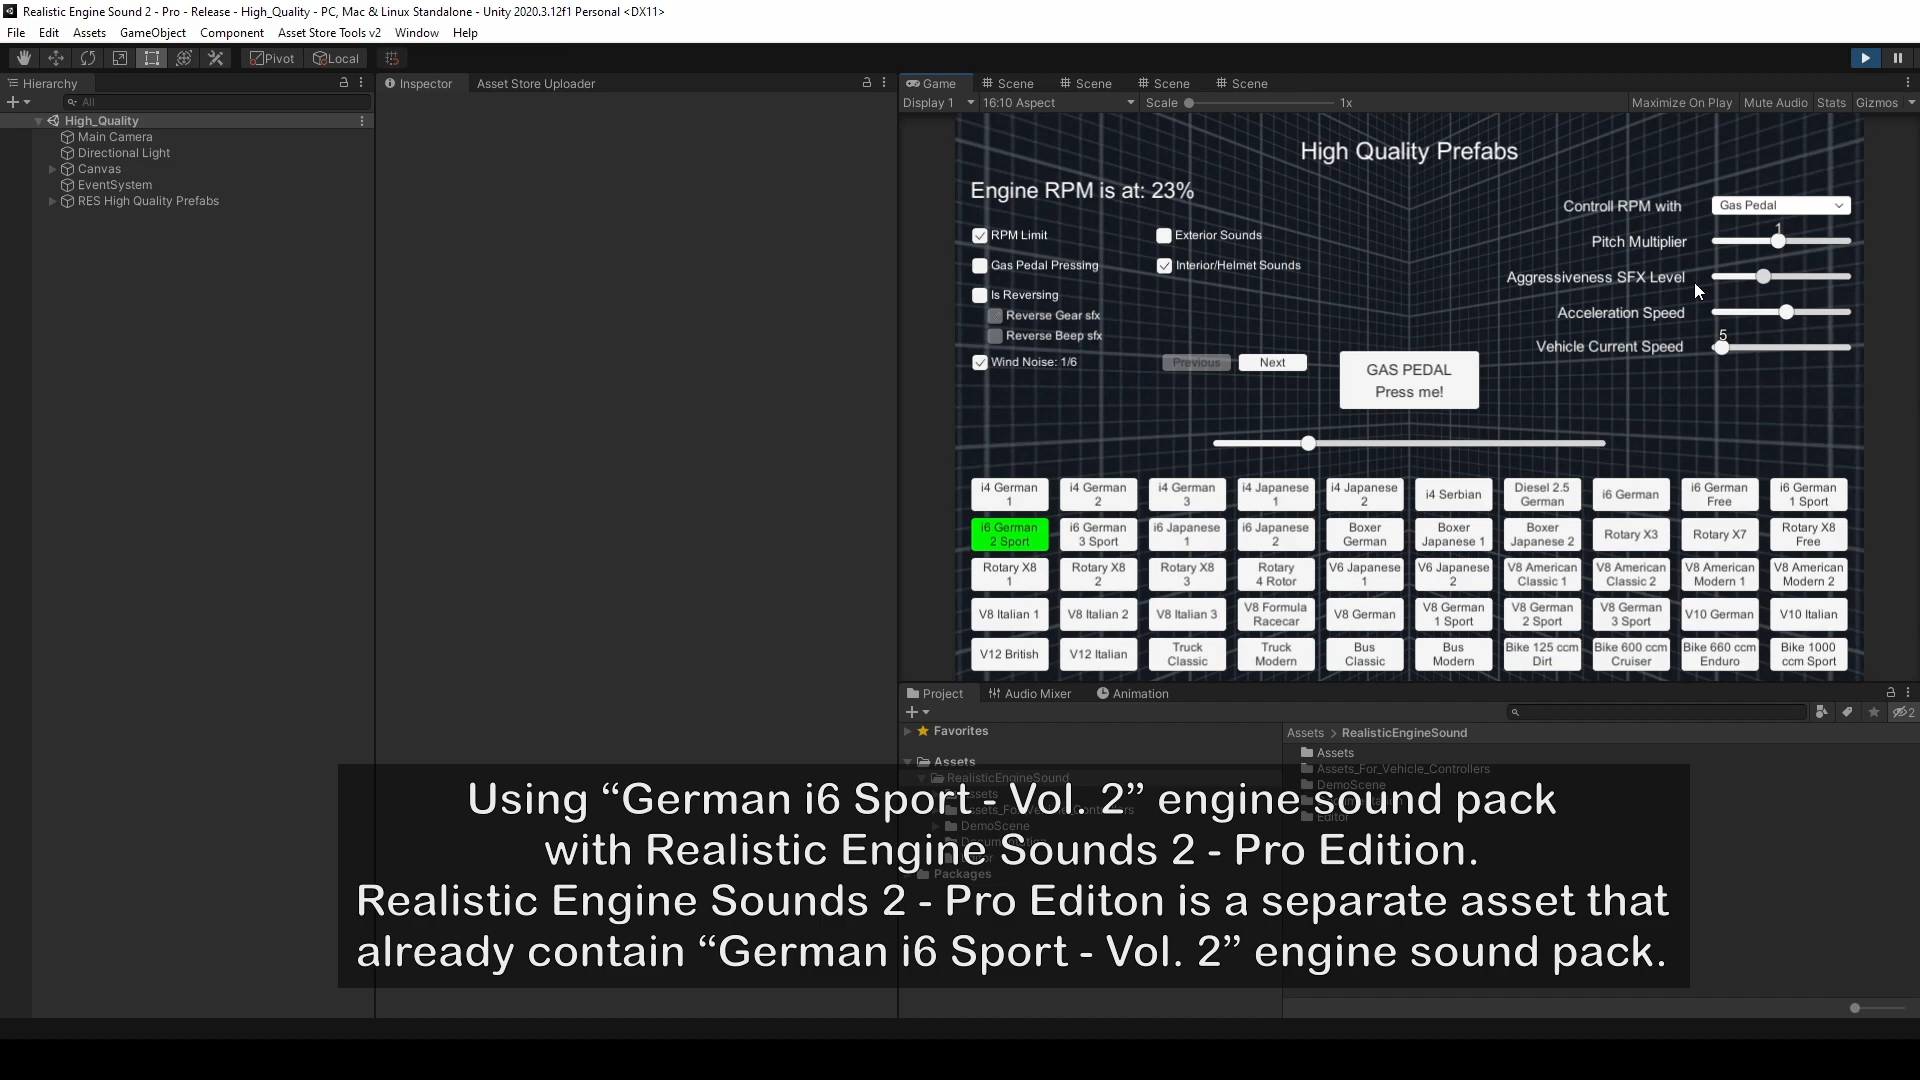 Realistic Engine Sound 2 - Pro - Release - High_Quality - PC, Mac & Linux Standalone - Unity 2020.3.12f1 Personal <DX11>
File Edit Assets GameObject Component Asset Store Tools v2 Window Help
Pivot Local
Hierarchy
All
High_Quality
Main Camera
Directional Light
Canvas
EventSystem
RES High Quality Prefabs
Inspector Asset Store Uploader
Game Scene Scene Scene Scene
Display 1 16:10 Aspect Scale 1x Maximize On Play Mute Audio Stats Gizmos
High Quality Prefabs
Engine RPM is at: 23%
RPM Limit
Exterior Sounds
Gas Pedal Pressing
Interior/Helmet Sounds
Is Reversing
Reverse Gear sfx
Reverse Beep sfx
Wind Noise: 1/6
Previous Next
GAS PEDAL
Press me!
Controll RPM with Gas Pedal
1
Pitch Multiplier
Aggressiveness SFX Level
Acceleration Speed
5
Vehicle Current Speed
i4 German 1
i4 German 2
i4 German 3
i4 Japanese 1
i4 Japanese 2
i4 Serbian
Diesel 2.5 German
i6 German
i6 German Free
i6 German 1 Sport
i6 German 2 Sport
i6 German 3 Sport
i6 Japanese 1
i6 Japanese 2
Boxer German
Boxer Japanese 1
Boxer Japanese 2
Rotary X3
Rotary X7
Rotary X8 Free
Rotary X8 1
Rotary X8 2
Rotary X8 3
Rotary 4 Rotor
V6 Japanese 1
V6 Japanese 2
V8 American Classic 1
V8 American Classic 2
V8 American Modern 1
V8 American Modern 2
V8 Italian 1
V8 Italian 2
V8 Italian 3
V8 Formula Racecar
V8 German
V8 German 1 Sport
V8 German 2 Sport
V8 German 3 Sport
V10 German
V10 Italian
V12 British
V12 Italian
Truck Classic
Truck Modern
Bus Classic
Bus Modern
Bike 125 ccm Dirt
Bike 600 ccm Cruiser
Bike 660 ccm Enduro
Bike 1000 ccm Sport
Project Audio Mixer Animation
2
Favorites
Assets
RealisticEngineSound
DemoScene
Packages
Assets > RealisticEngineSound
Assets
Assets_For_Vehicle_Controllers
DemoScene
Editor
Using “German i6 Sport - Vol. 2” engine sound pack
with Realistic Engine Sounds 2 - Pro Edition.
Realistic Engine Sounds 2 - Pro Editon is a separate asset that
already contain “German i6 Sport - Vol. 2” engine sound pack.